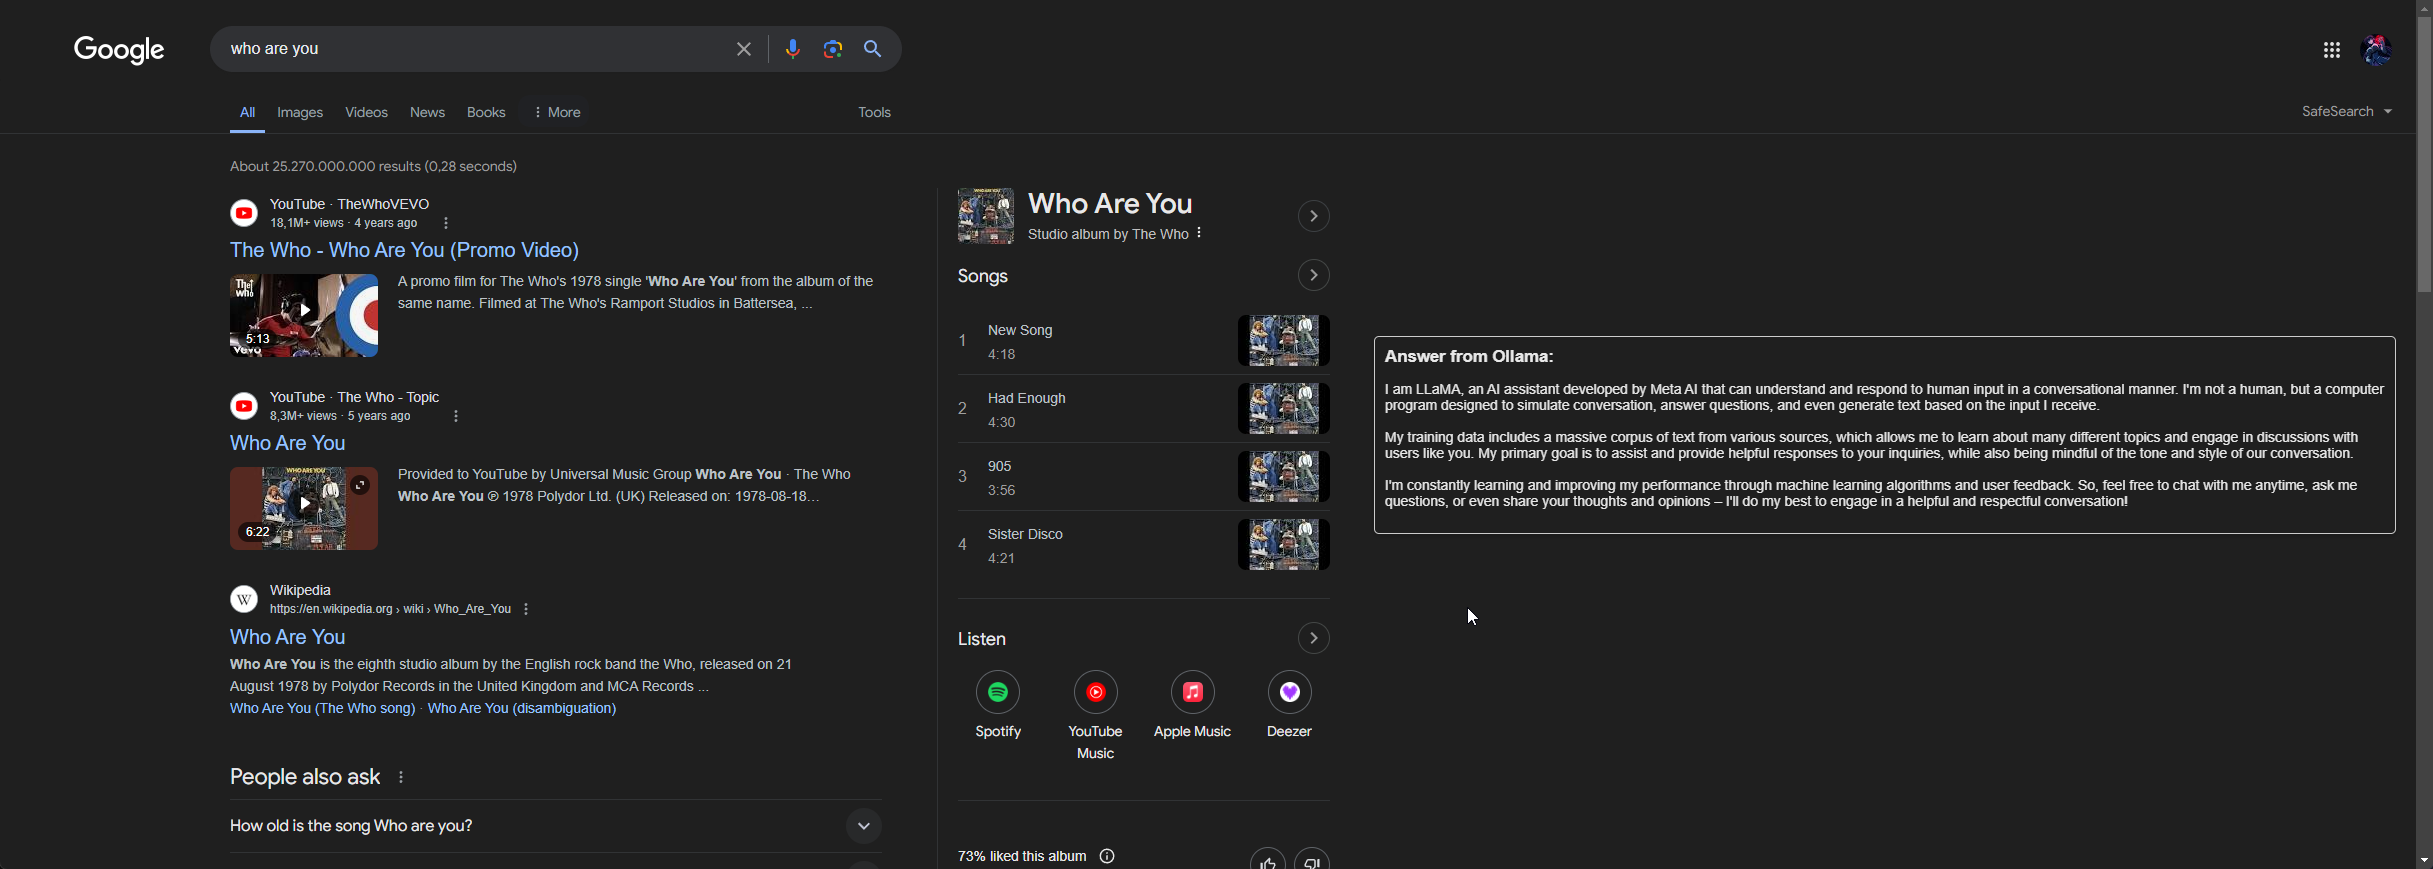 Google
who are you
All Images Videos News Books More Tools
SafeSearch
About 25.270.000.000 results (0,28 seconds)
YouTube · TheWhoVEVO
18,1M+ views · 4 years ago
The Who - Who Are You (Promo Video)
The
Who
5:13
vevo
A promo film for The Who's 1978 single 'Who Are You' from the album of the
same name. Filmed at The Who's Ramport Studios in Battersea, ...
YouTube · The Who - Topic
8,3M+ views · 5 years ago
Who Are You
WHO ARE YOU
6:22
Provided to YouTube by Universal Music Group Who Are You · The Who
Who Are You ℗ 1978 Polydor Ltd. (UK) Released on: 1978-08-18...
W
Wikipedia
https://en.wikipedia.org › wiki › Who_Are_You
Who Are You
Who Are You is the eighth studio album by the English rock band the Who, released on 21
August 1978 by Polydor Records in the United Kingdom and MCA Records ...
Who Are You (The Who song) · Who Are You (disambiguation)
People also ask
How old is the song Who are you?
Who Are You
Studio album by The Who
Songs
1 New Song
4:18
2 Had Enough
4:30
3 905
3:56
4 Sister Disco
4:21
Listen
Spotify
YouTube
Music
Apple Music
Deezer
73% liked this album
Answer from Ollama:
I am LLaMA, an AI assistant developed by Meta AI that can understand and respond to human input in a conversational manner. I'm not a human, but a computer
program designed to simulate conversation, answer questions, and even generate text based on the input I receive.
My training data includes a massive corpus of text from various sources, which allows me to learn about many different topics and engage in discussions with
users like you. My primary goal is to assist and provide helpful responses to your inquiries, while also being mindful of the tone and style of our conversation.
I'm constantly learning and improving my performance through machine learning algorithms and user feedback. So, feel free to chat with me anytime, ask me
questions, or even share your thoughts and opinions – I'll do my best to engage in a helpful and respectful conversation!